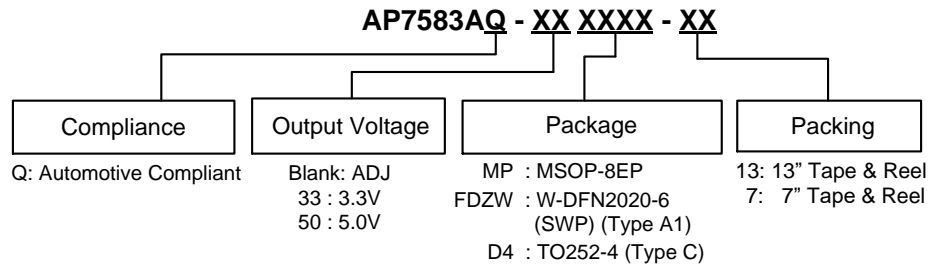 AP7583AQ - XX XXXX - XX
Compliance
Q: Automotive Compliant
Output Voltage
Blank: ADJ
33 : 3.3V
50 : 5.0V
Package
MP : MSOP-8EP
FDZW : W-DFN2020-6
(SWP) (Type A1)
D4 : TO252-4 (Type C)
Packing
13: 13” Tape & Reel
7: 7” Tape & Reel